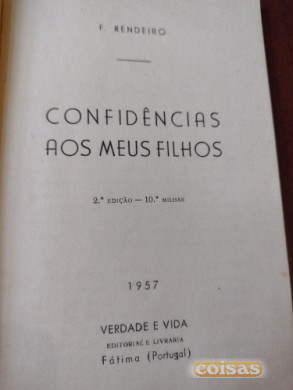 F. RENDEIRO
CONFIDÊNCIAS
AOS MEUS FILHOS
2.ª EDIÇÃO — 10.º MILHAR
1957
VERDADE E VIDA
EDITORIAL E LIVRARIA
Fátima (Portugal)
coisas